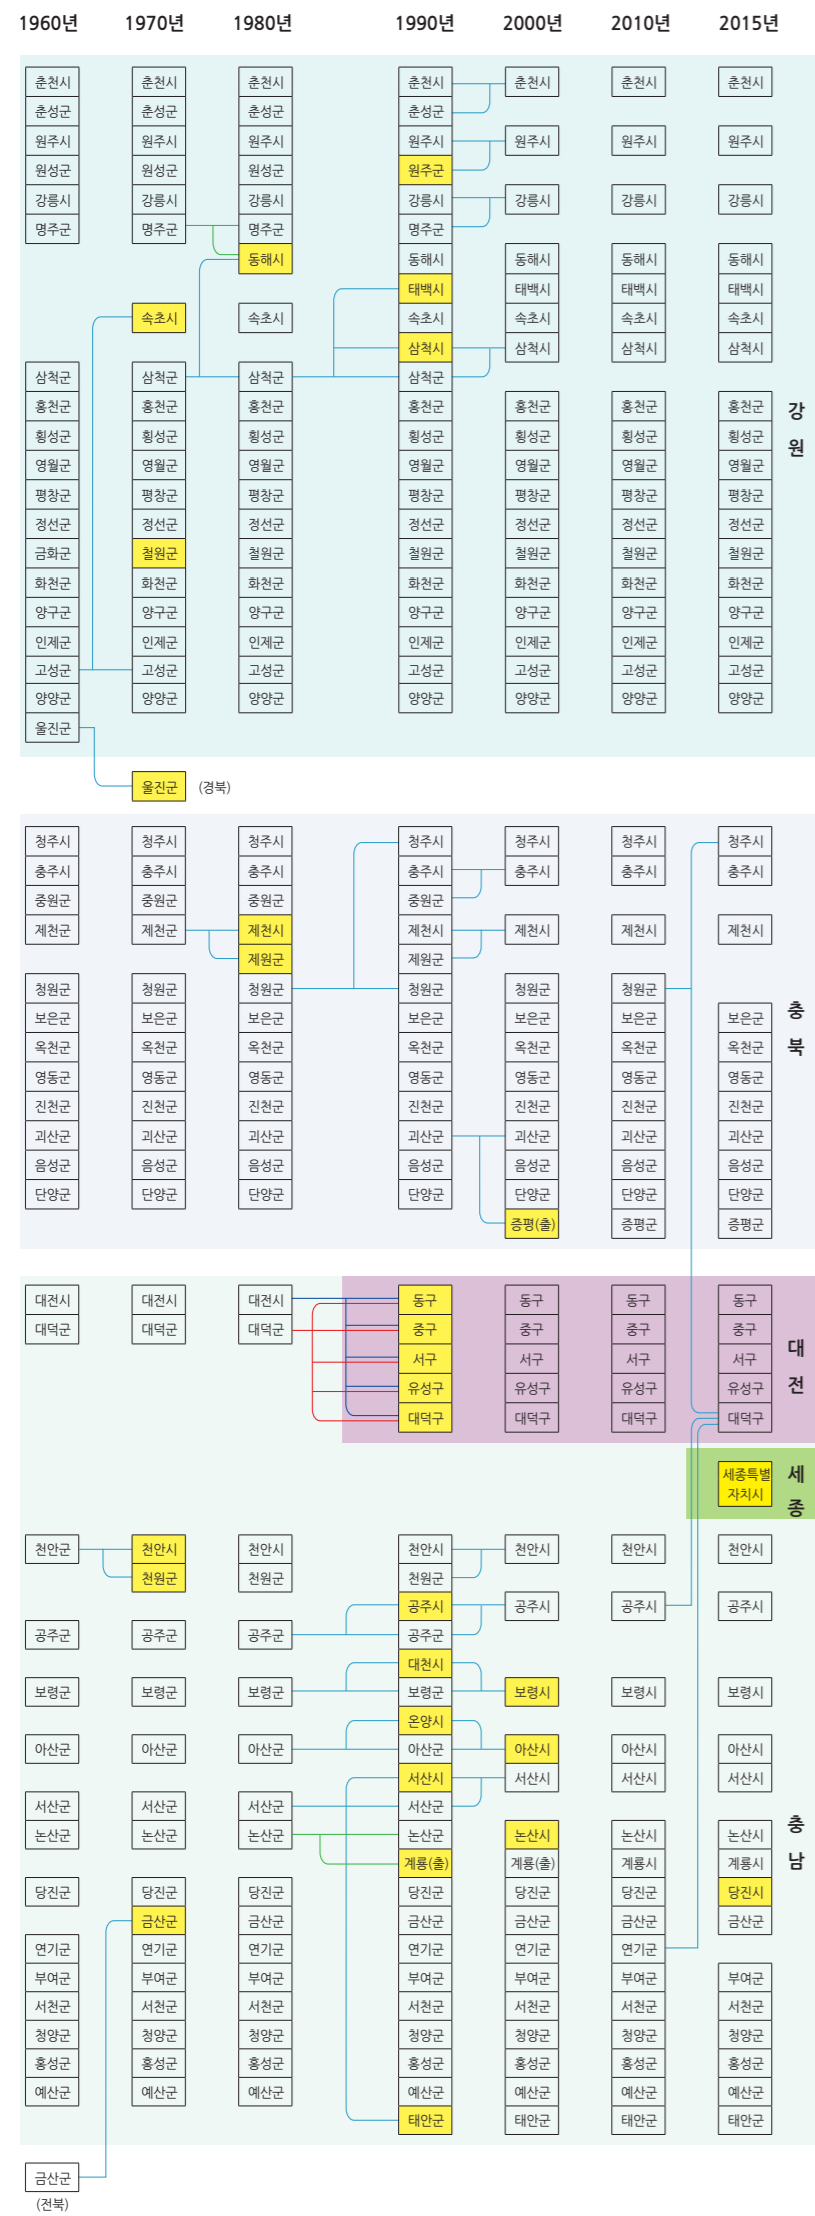 1960년 1970년 1980년 1990년 2000년 2010년 2015년
춘천시 춘천시 춘천시 춘천시 춘천시 춘천시 춘천시
춘성군 춘성군 춘성군 춘성군
원주시 원주시 원주시 원주시 원주시 원주시 원주시
원성군 원성군 원성군 원주군
강릉시 강릉시 강릉시 강릉시 강릉시 강릉시 강릉시
명주군 명주군 명주군 명주군
동해시 동해시 동해시 동해시 동해시
태백시 태백시 태백시 태백시
속초시 속초시 속초시 속초시 속초시 속초시
삼척시 삼척시 삼척시 삼척시
삼척군 삼척군 삼척군 삼척군
홍천군 홍천군 홍천군 홍천군 홍천군 홍천군 홍천군 강
횡성군 횡성군 횡성군 횡성군 횡성군 횡성군 횡성군 원
영월군 영월군 영월군 영월군 영월군 영월군 영월군
평창군 평창군 평창군 평창군 평창군 평창군 평창군
정선군 정선군 정선군 정선군 정선군 정선군 정선군
금화군 철원군 철원군 철원군 철원군 철원군 철원군
화천군 화천군 화천군 화천군 화천군 화천군 화천군
양구군 양구군 양구군 양구군 양구군 양구군 양구군
인제군 인제군 인제군 인제군 인제군 인제군 인제군
고성군 고성군 고성군 고성군 고성군 고성군 고성군
양양군 양양군 양양군 양양군 양양군 양양군 양양군
울진군
울진군 (경북)
청주시 청주시 청주시 청주시 청주시 청주시 청주시
충주시 충주시 충주시 충주시 충주시 충주시 충주시
중원군 중원군 중원군 중원군
제천군 제천군 제천시 제천시 제천시 제천시 제천시
제원군 제원군
청원군 청원군 청원군 청원군 청원군 청원군
보은군 보은군 보은군 보은군 보은군 보은군 보은군 충
옥천군 옥천군 옥천군 옥천군 옥천군 옥천군 옥천군 북
영동군 영동군 영동군 영동군 영동군 영동군 영동군
진천군 진천군 진천군 진천군 진천군 진천군 진천군
괴산군 괴산군 괴산군 괴산군 괴산군 괴산군 괴산군
음성군 음성군 음성군 음성군 음성군 음성군 음성군
단양군 단양군 단양군 단양군 단양군 단양군 단양군
증평(출) 증평군 증평군
대전시 대전시 대전시 동구 동구 동구 동구
대덕군 대덕군 대덕군 중구 중구 중구 중구
서구 서구 서구 서구 대
유성구 유성구 유성구 유성구 전
대덕구 대덕구 대덕구 대덕구
세종특별 세
자치시 종
천안군 천안시 천안시 천안시 천안시 천안시 천안시
천원군 천원군 천원군
공주시 공주시 공주시 공주시
공주군 공주군 공주군 공주군
대천시
보령군 보령군 보령군 보령군 보령시 보령시 보령시
온양시
아산군 아산군 아산군 아산군 아산시 아산시 아산시
서산시 서산시 서산시 서산시
서산군 서산군 서산군 서산군
논산군 논산군 논산군 논산군 논산시 논산시 논산시 충
계룡(출) 계룡(출) 계룡시 계룡시 남
당진군 당진군 당진군 당진군 당진군 당진군 당진시
금산군 금산군 금산군 금산군 금산군 금산군
연기군 연기군 연기군 연기군 연기군 연기군
부여군 부여군 부여군 부여군 부여군 부여군 부여군
서천군 서천군 서천군 서천군 서천군 서천군 서천군
청양군 청양군 청양군 청양군 청양군 청양군 청양군
홍성군 홍성군 홍성군 홍성군 홍성군 홍성군 홍성군
예산군 예산군 예산군 예산군 예산군 예산군 예산군
태안군 태안군 태안군 태안군
금산군
(전북)